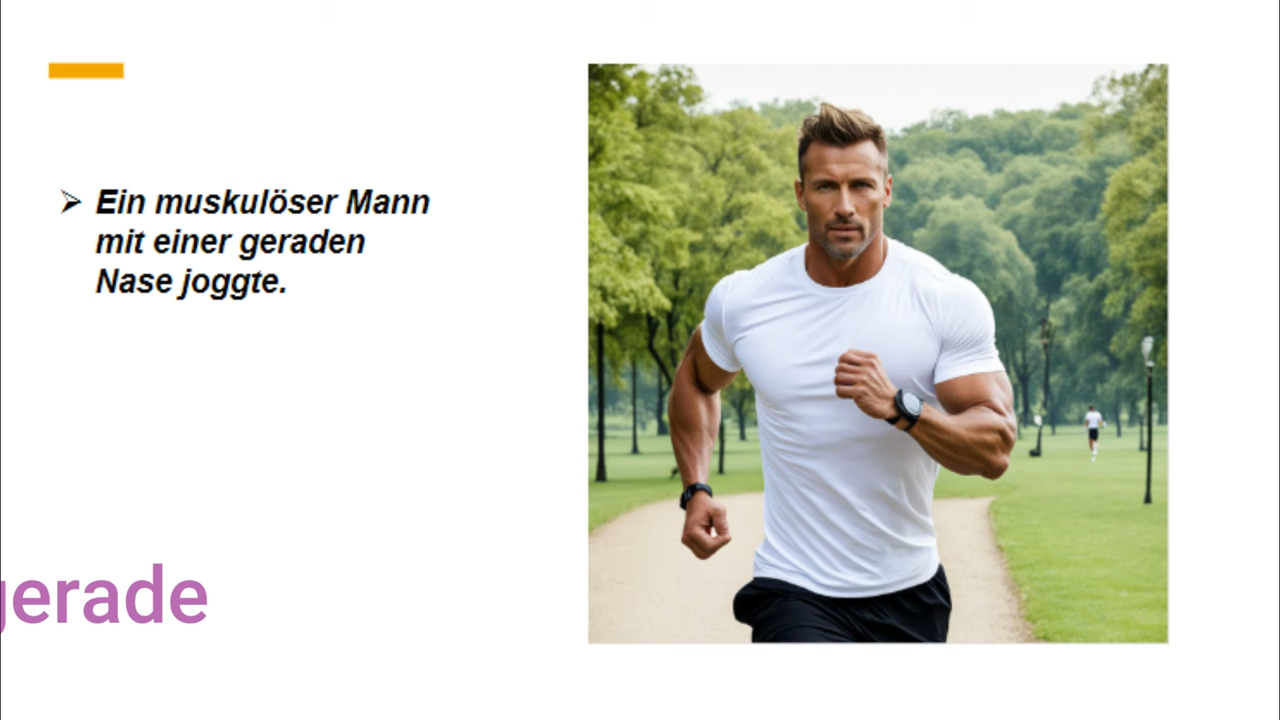 Ein muskulöser Mann
mit einer geraden
Nase joggte.
gerade